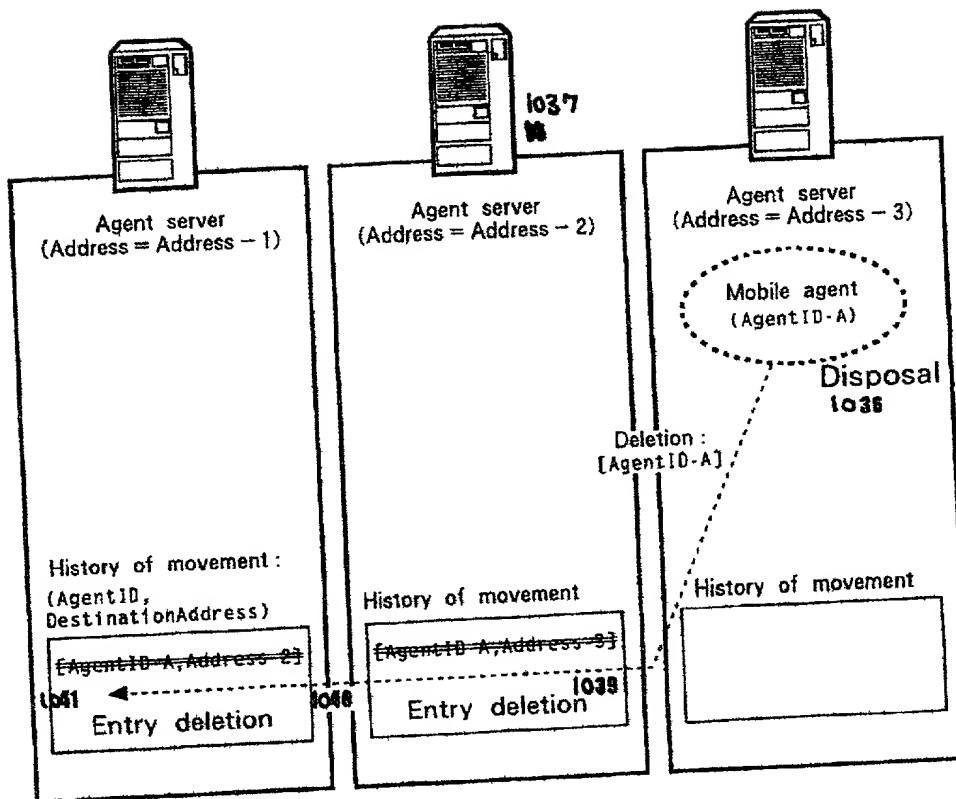 1037
Agent server
(Address = Address - 1)
Agent server
(Address = Address - 2)
Agent server
(Address = Address - 3)
Mobile agent
(AgentID-A)
Disposal
Deletion :
[AgentID-A]
History of movement :
(AgentID,
DestinationAddress)
[AgentID-A,Address-2]
1041
Entry deletion
History of movement
[AgentID-A,Address-3]
1039
Entry deletion
History of movement